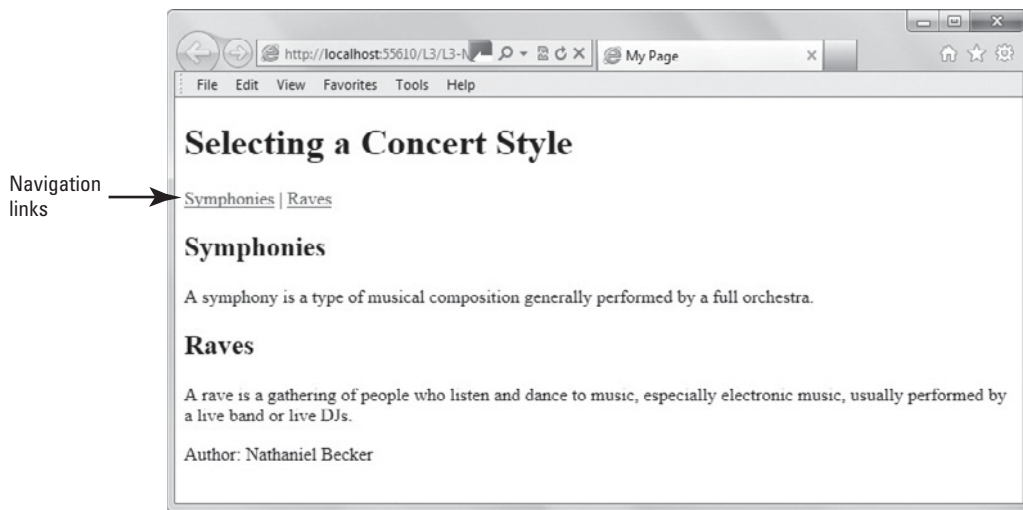 http://localhost:55610/L3/L3-
My Page
File Edit View Favorites Tools Help
Selecting a Concert Style
Navigation
links
Symphonies | Raves
Symphonies
A symphony is a type of musical composition generally performed by a full orchestra.
Raves
A rave is a gathering of people who listen and dance to music, especially electronic music, usually performed by
a live band or live DJs.
Author: Nathaniel Becker